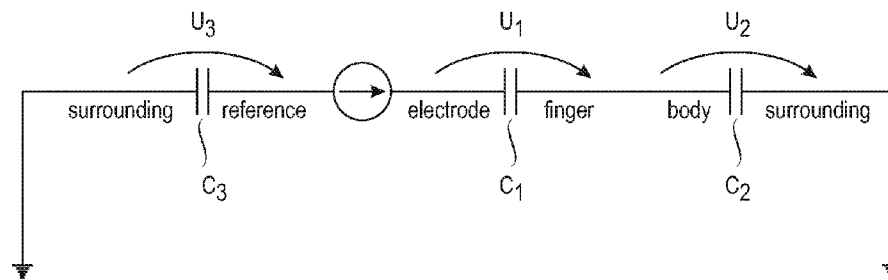 U3 U1 U2
surrounding reference electrode finger body surrounding
C3 C1 C2